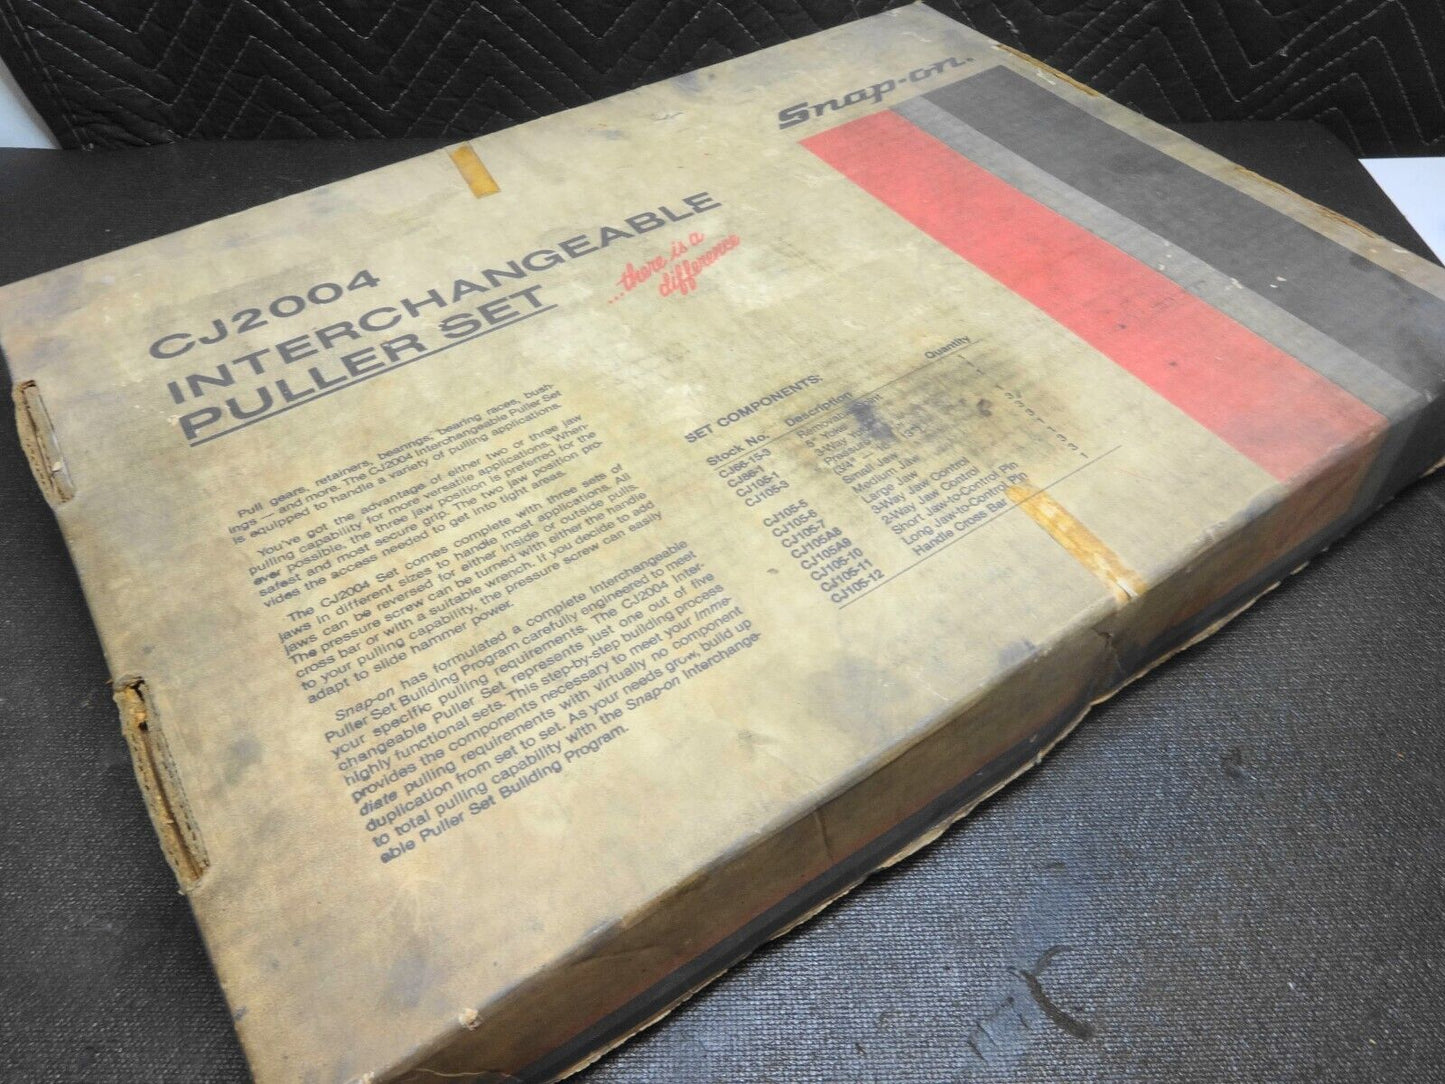 Snap-on.
CJ2004
INTERCHANGEABLE
PULLER SET
...there is a
difference
Pull gears, retainers, bearings, bearing races, bush-
ings — and more. The CJ2004 Interchangeable Puller Set
is equipped to handle a variety of pulling applications.
You've got the advantage of either two or three jaw
pulling capability for more versatile applications. When-
ever possible, the three jaw position is preferred for the
safest and most secure grip. The two jaw position pro-
vides the access needed to get into tight areas.
The CJ2004 Set comes complete with three sets of
jaws in different sizes to handle most applications. All
jaws can be reversed for either inside or outside pulls.
The pressure screw can be turned with either the handle
cross bar or with a suitable wrench. If you decide to add
to your pulling capability, the pressure screw can easily
adapt to slide hammer power.
Snap-on has formulated a complete Interchangeable
Puller Set Building Program carefully engineered to meet
your specific pulling requirements. The CJ2004 Inter-
changeable Puller Set represents just one out of five
highly functional sets. This step-by-step building process
provides the components necessary to meet your imme-
diate pulling requirements with virtually no component
duplication from set to set. As your needs grow, build up
to total pulling capability with the Snap-on Interchange-
able Puller Set Building Program.
SET COMPONENTS:
Stock No. Description Quantity
CJ66-15-3 Removable
CJ86-1 5" Yoke
CJ105-1 3-Way
CJ105-3 Pressure
CJ105-5 Small Jaw
CJ105-6 Medium Jaw
CJ105-7 Large Jaw
CJ105A8 3-Way Jaw Control
CJ105A9 2-Way Jaw Control
CJ105-10 Short Jaw-to-Control Pin
CJ105-11 Long Jaw-to-Control Pin
CJ105-12 Handle Cross Bar 1